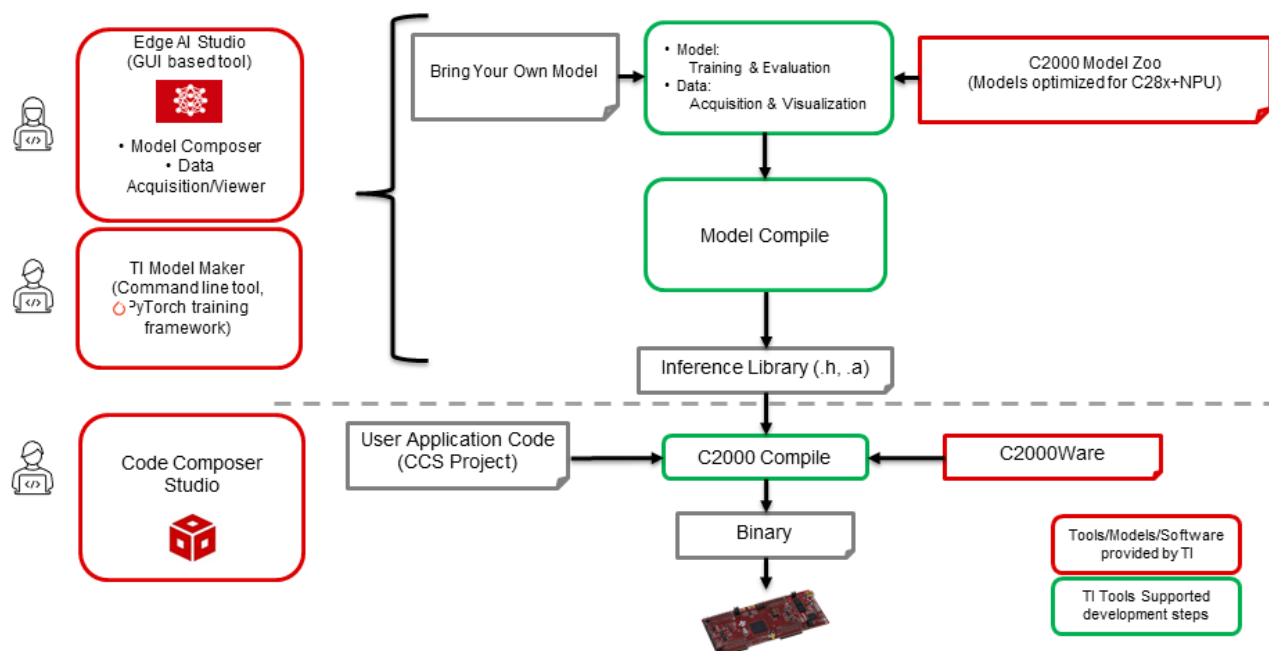 Edge AI Studio
(GUI based tool)
• Model Composer
• Data
Acquisition/Viewer
TI Model Maker
(Command line tool,
PyTorch training
framework)
Code Composer
Studio
Bring Your Own Model
• Model:
Training & Evaluation
• Data:
Acquisition & Visualization
C2000 Model Zoo
(Models optimized for C28x+NPU)
Model Compile
Inference Library (.h, .a)
User Application Code
(CCS Project)
C2000 Compile
C2000Ware
Binary
Tools/Models/Software
provided by TI
TI Tools Supported
development steps